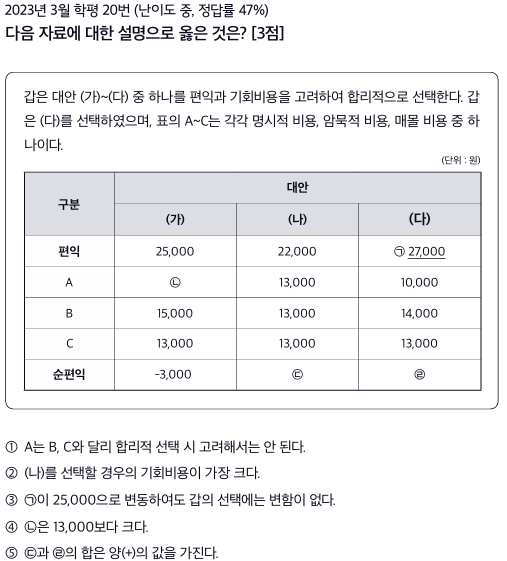 2023년 3월 학평 20번 (난이도 중, 정답률 47%)
다음 자료에 대한 설명으로 옳은 것은? [3점]
갑은 대안 (가)~(다) 중 하나를 편익과 기회비용을 고려하여 합리적으로 선택한다. 갑
은 (다)를 선택하였으며, 표의 A~C는 각각 명시적 비용, 암묵적 비용, 매몰 비용 중 하
나이다.
(단위 : 원)
구분 대안
(가) (나) (다)
편익 25,000 22,000 ㉠ 27,000
A ㉡ 13,000 10,000
B 15,000 13,000 14,000
C 13,000 13,000 13,000
순편익 -3,000 ㉢ ㉣
① A는 B, C와 달리 합리적 선택 시 고려해서는 안 된다.
② (나)를 선택할 경우의 기회비용이 가장 크다.
③ ㉠이 25,000으로 변동하여도 갑의 선택에는 변함이 없다.
④ ㉡은 13,000보다 크다.
⑤ ㉢과 ㉣의 합은 양(+)의 값을 가진다.